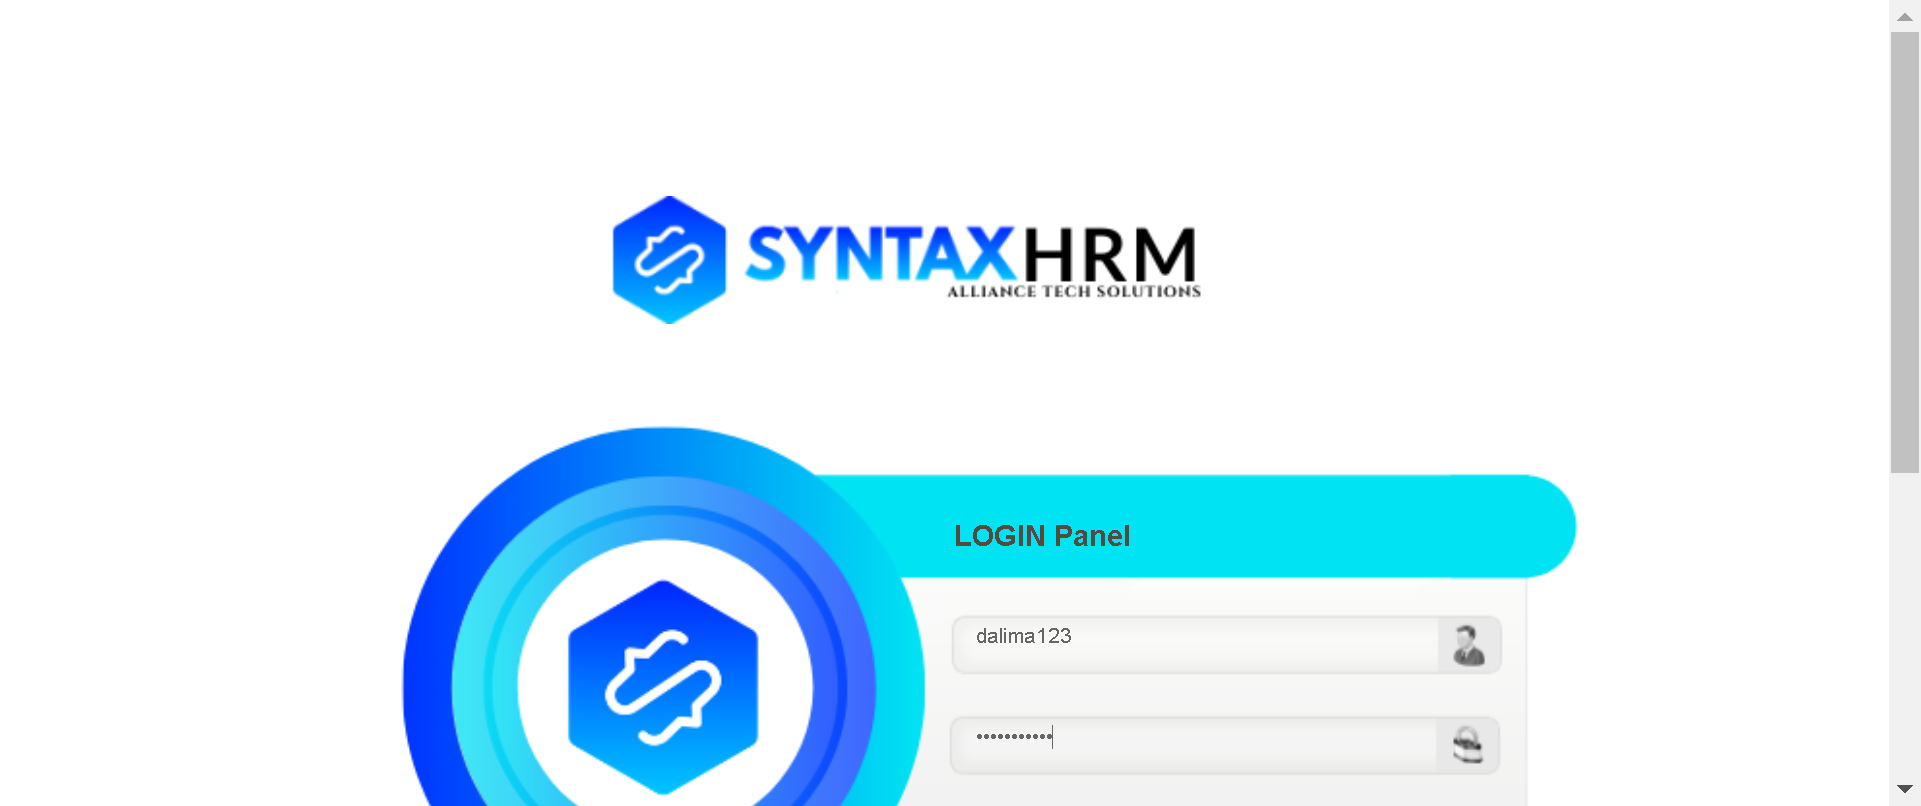 SYNTAXHRM
ALLIANCE TECH SOLUTIONS
LOGIN Panel
dalima123
•••••••••••